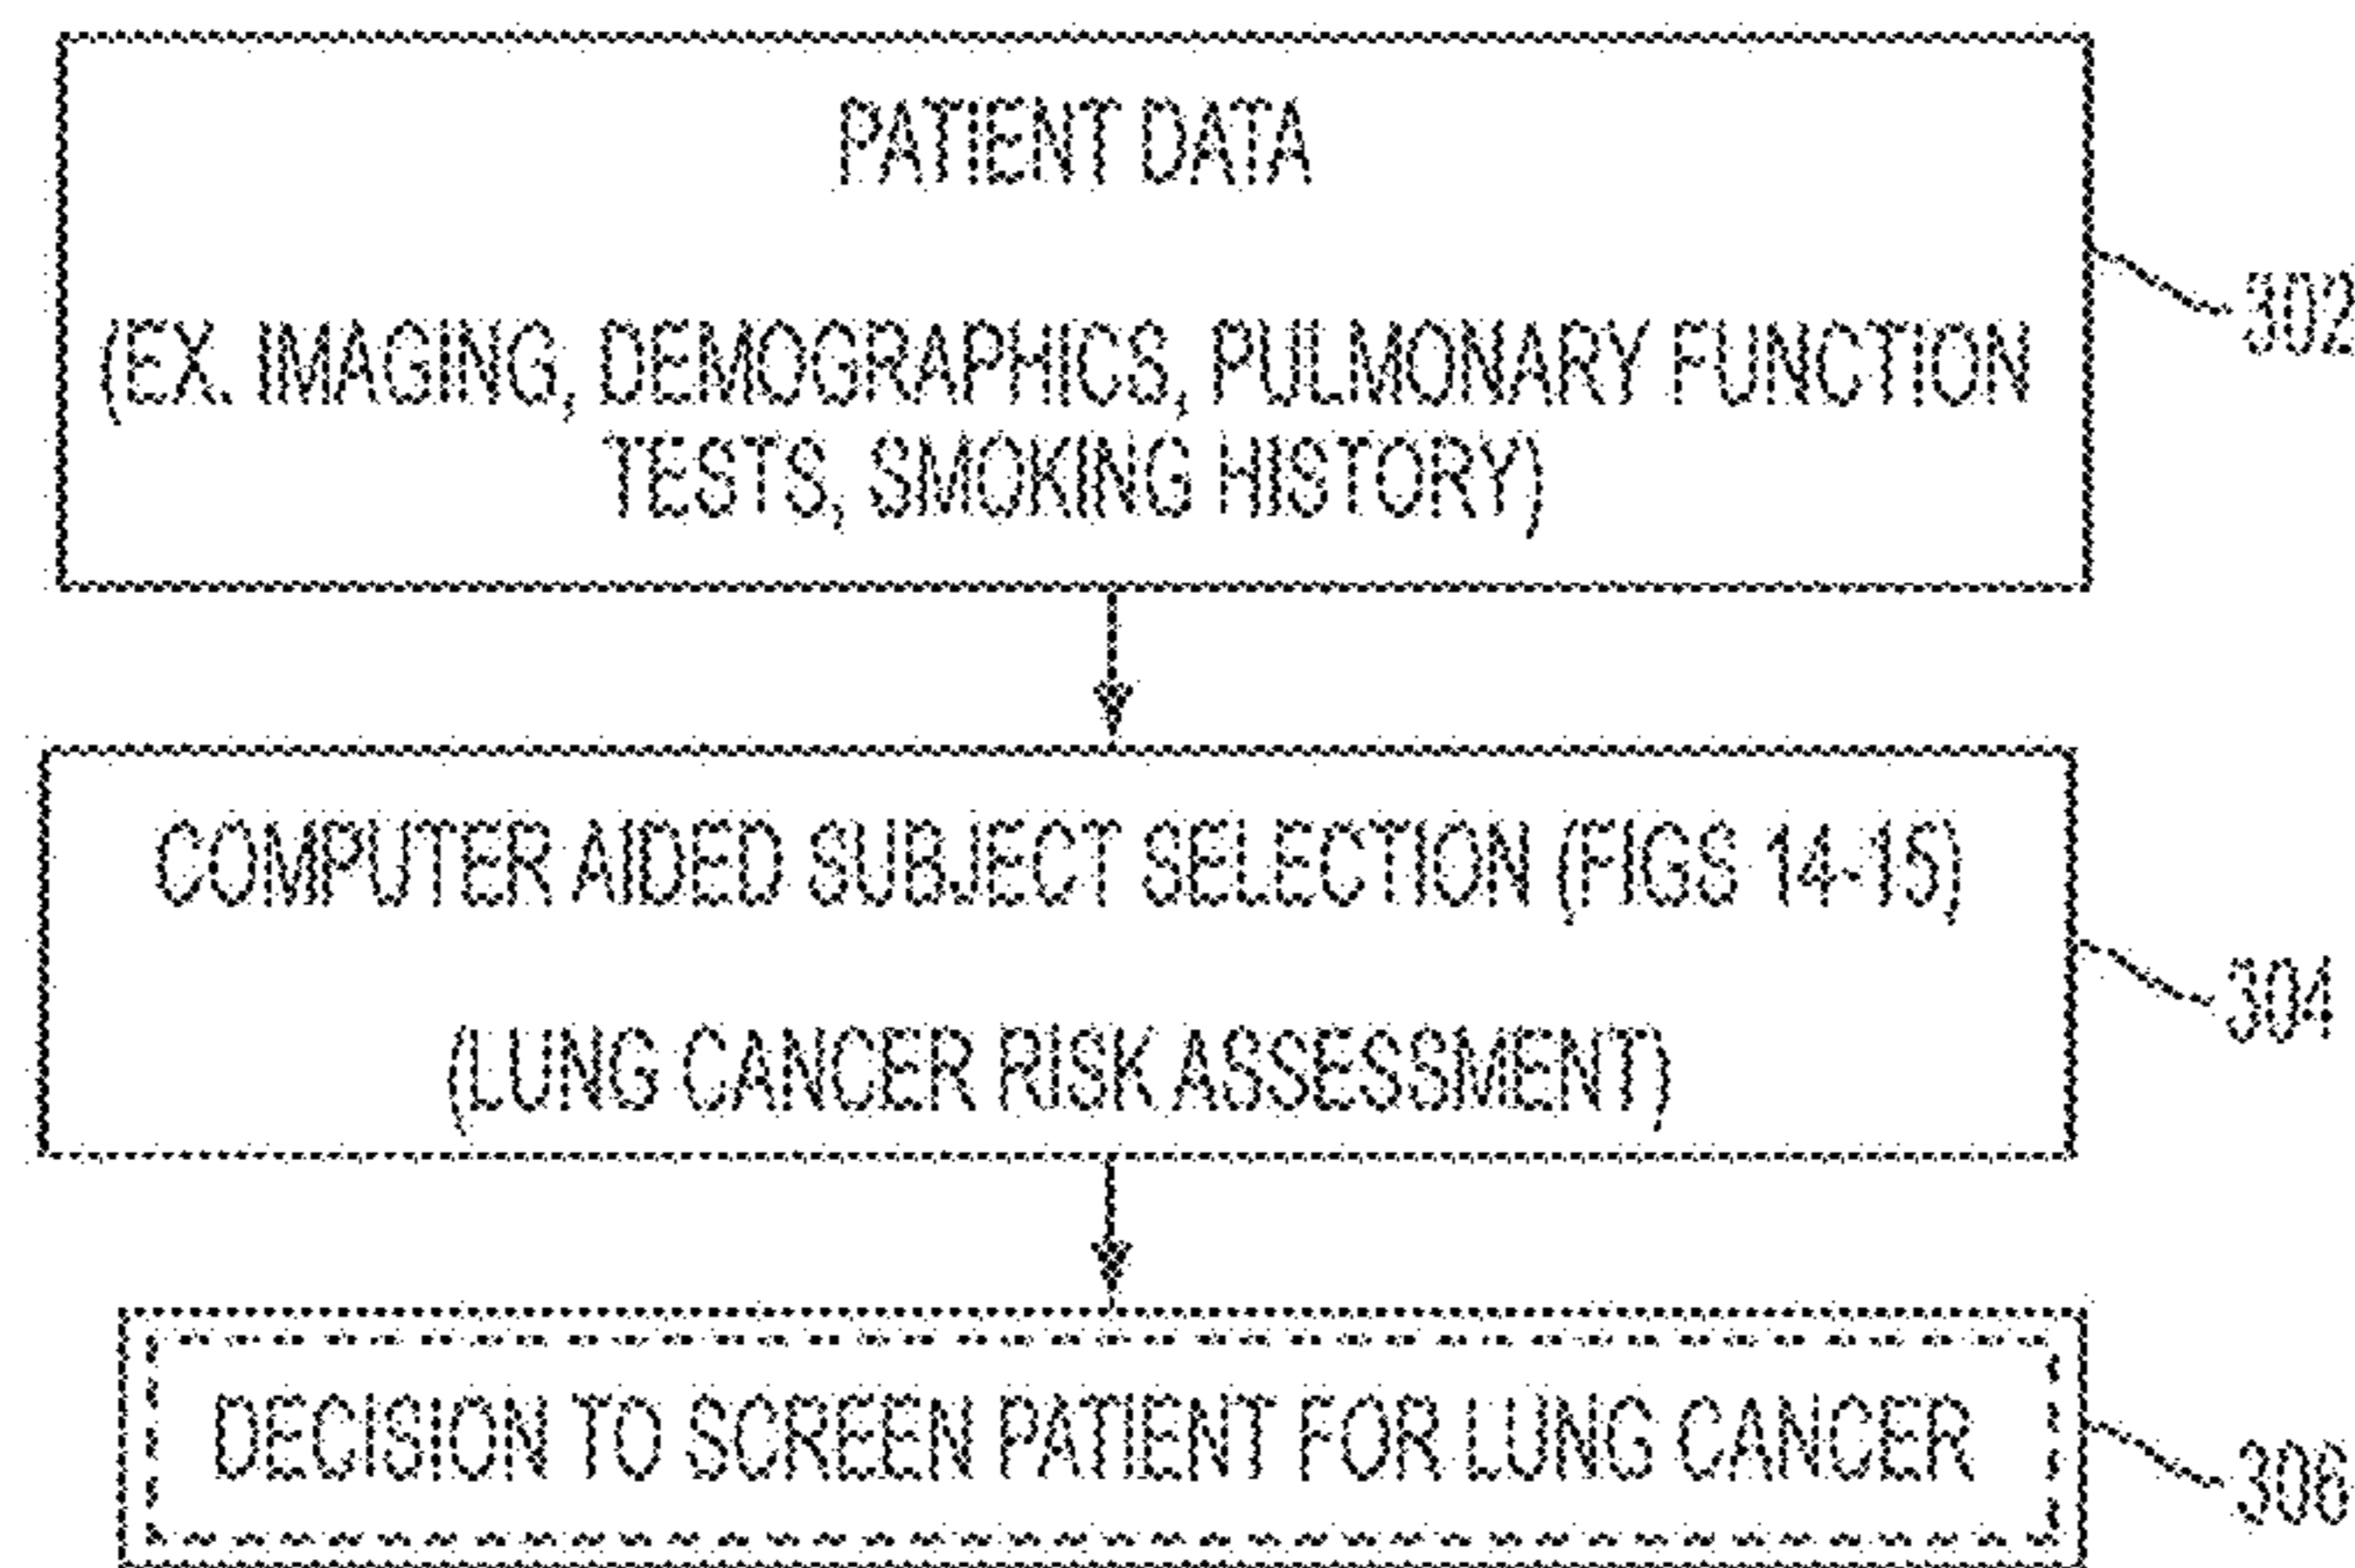 PATIENT DATA
(EX. IMAGING, DEMOGRAPHICS, PULMONARY FUNCTION
TESTS, SMOKING HISTORY)
302
COMPUTER AIDED SUBJECT SELECTION (FIGS 14-15)
(LUNG CANCER RISK ASSESSMENT)
304
DECISION TO SCREEN PATIENT FOR LUNG CANCER
306